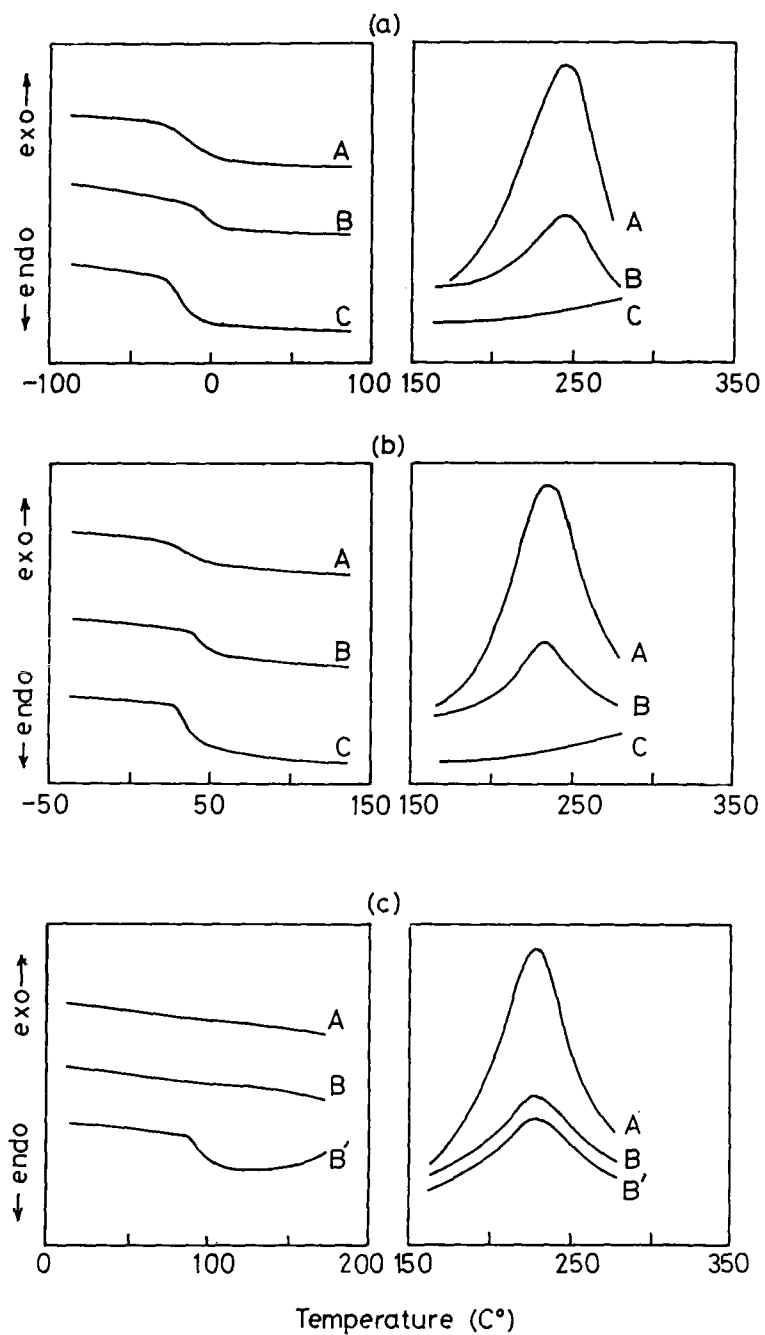 (a)
exo→
← endo
A
B
C
A
B
C
-100 0 100 150 250 350
(b)
exo→
← endo
A
B
C
A
B
C
-50 50 150 150 250 350
(c)
exo→
← endo
A
B
B′
A
B
B′
0 100 200 150 250 350
Temperature (C°)